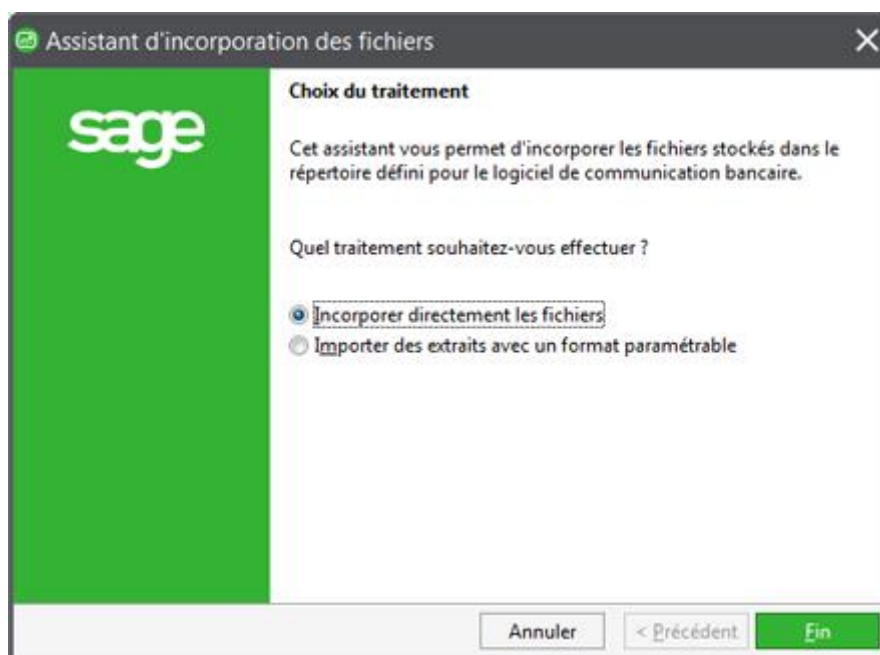 Assistant d'incorporation des fichiers
sage
Choix du traitement
Cet assistant vous permet d'incorporer les fichiers stockés dans le
répertoire défini pour le logiciel de communication bancaire.
Quel traitement souhaitez-vous effectuer ?
Incorporer directement les fichiers
Importer des extraits avec un format paramétrable
Annuler
< Précédent
Fin